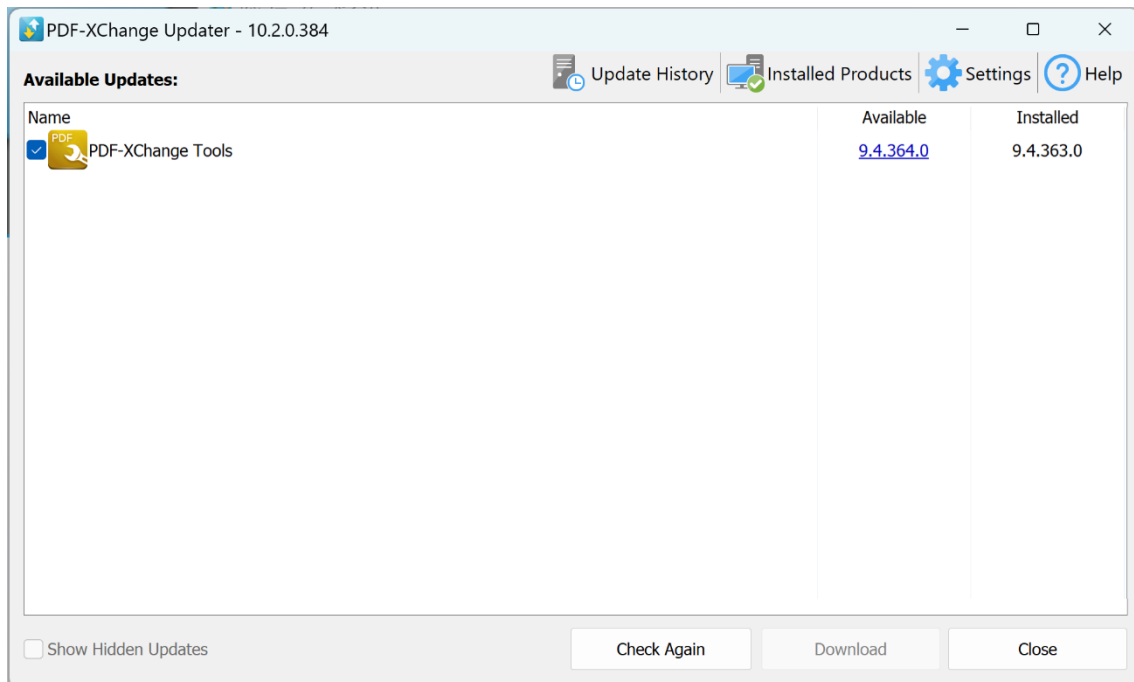 PDF-XChange Updater - 10.2.0.384
Available Updates:
Update History
Installed Products
Settings
? Help
Name Available Installed
PDF PDF-XChange Tools 9.4.364.0 9.4.363.0
Show Hidden Updates
Check Again
Download
Close